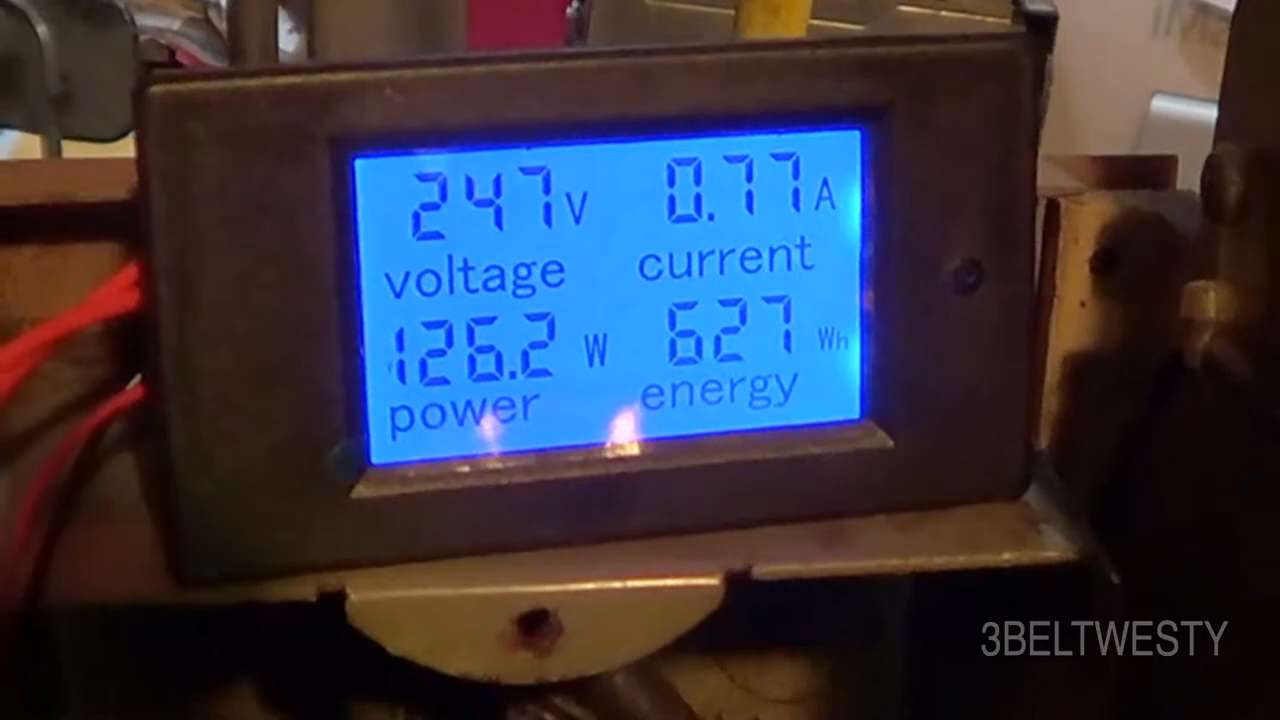 247V 0.77A
voltage current
126.2 W 627 Wh
power energy
3BELTWESTY